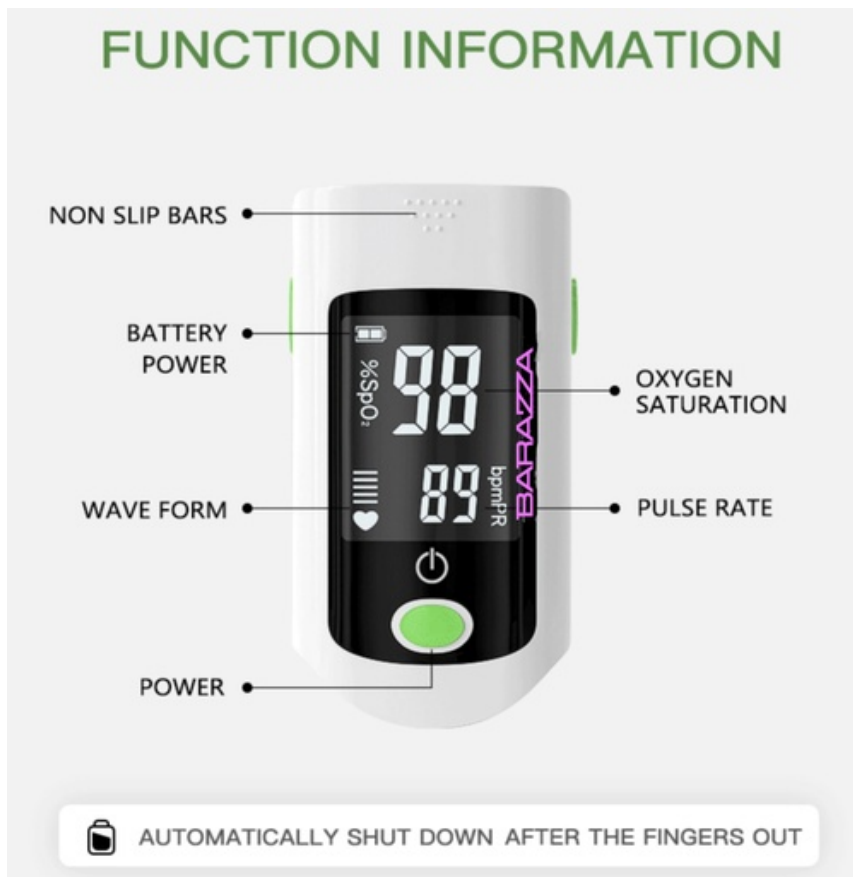 FUNCTION INFORMATION
NON SLIP BARS
BATTERY
POWER
%SpO₂
98
OXYGEN
SATURATION
BARAZZA
WAVE FORM
89
bpmPR
PULSE RATE
POWER
AUTOMATICALLY SHUT DOWN AFTER THE FINGERS OUT